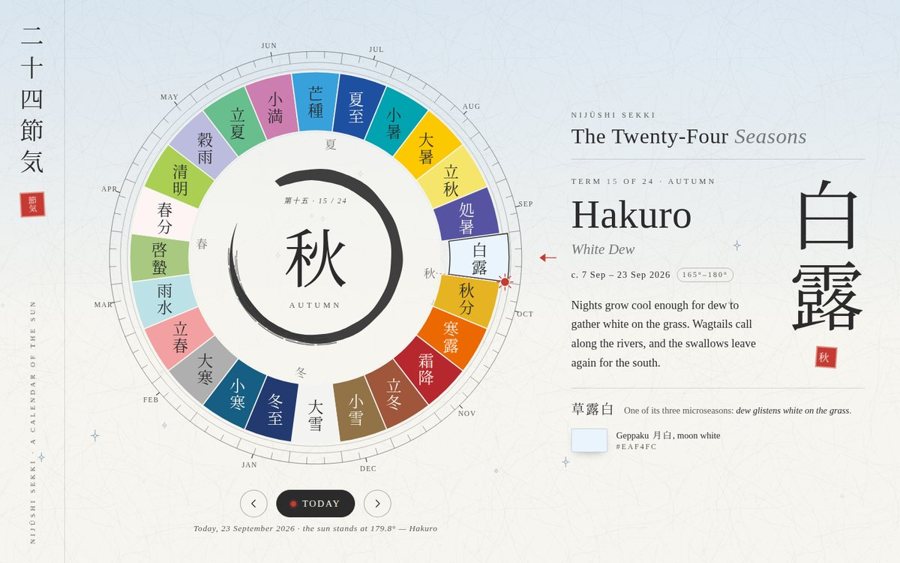 二十四節気
節気
NIJŪSHI SEKKI · A CALENDAR OF THE SUN
JUN
JUL
AUG
SEP
OCT
NOV
DEC
JAN
FEB
MAR
APR
MAY
芒種
夏至
小暑
大暑
立秋
処暑
白露
秋分
寒露
霜降
立冬
小雪
大雪
冬至
小寒
大寒
立春
雨水
啓蟄
春分
清明
穀雨
立夏
小満
夏
秋
冬
春
第十五 · 15 / 24
秋
AUTUMN
TODAY
Today, 23 September 2026 · the sun stands at 179.8° — Hakuro
NIJŪSHI SEKKI
The Twenty-Four Seasons
TERM 15 OF 24 · AUTUMN
Hakuro
White Dew
c. 7 Sep – 23 Sep 2026 165°–180°
Nights grow cool enough for dew to
gather white on the grass. Wagtails call
along the rivers, and the swallows leave
again for the south.
白露
秋
草露白 One of its three microseasons: dew glistens white on the grass.
Geppaku 月白, moon white
#EAF4FC